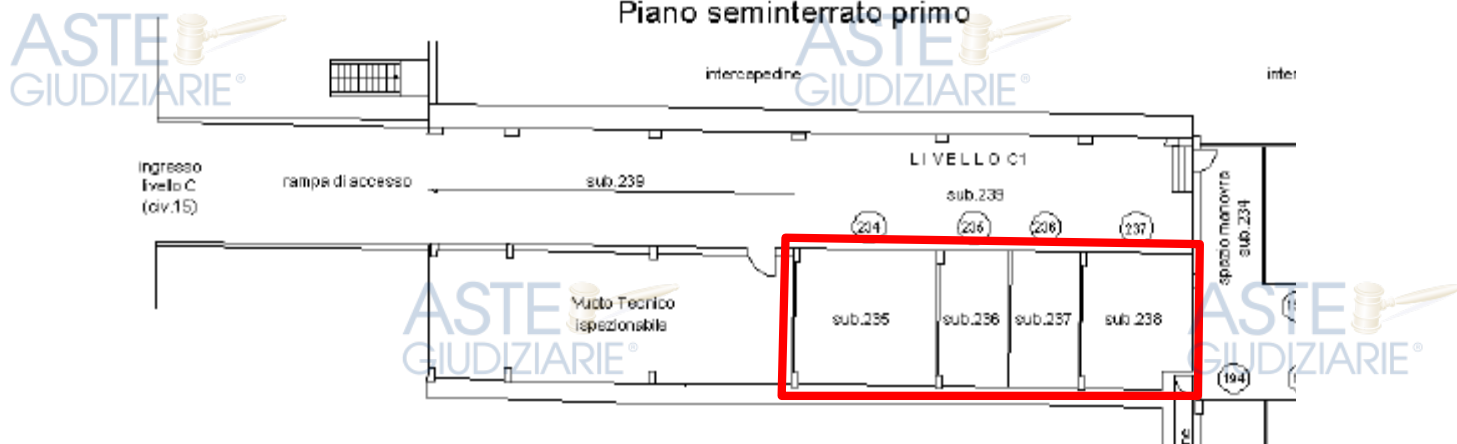 Piano seminterrato primo
ASTE
GIUDIZIARIE®
ASTE
GIUDIZIARIE®
intercapedine
inter
LIVELLO C1
ingresso
livello C
(civ.15)
rampa di accesso
sub.239
sub.239
spazio manovra
sub.234
234
235
236
237
ASTE
GIUDIZIARIE®
Vuoto Tecnico
ispezionabile
sub.235
sub.236
sub.237
sub.238
ASTE
GIUDIZIARIE®
194